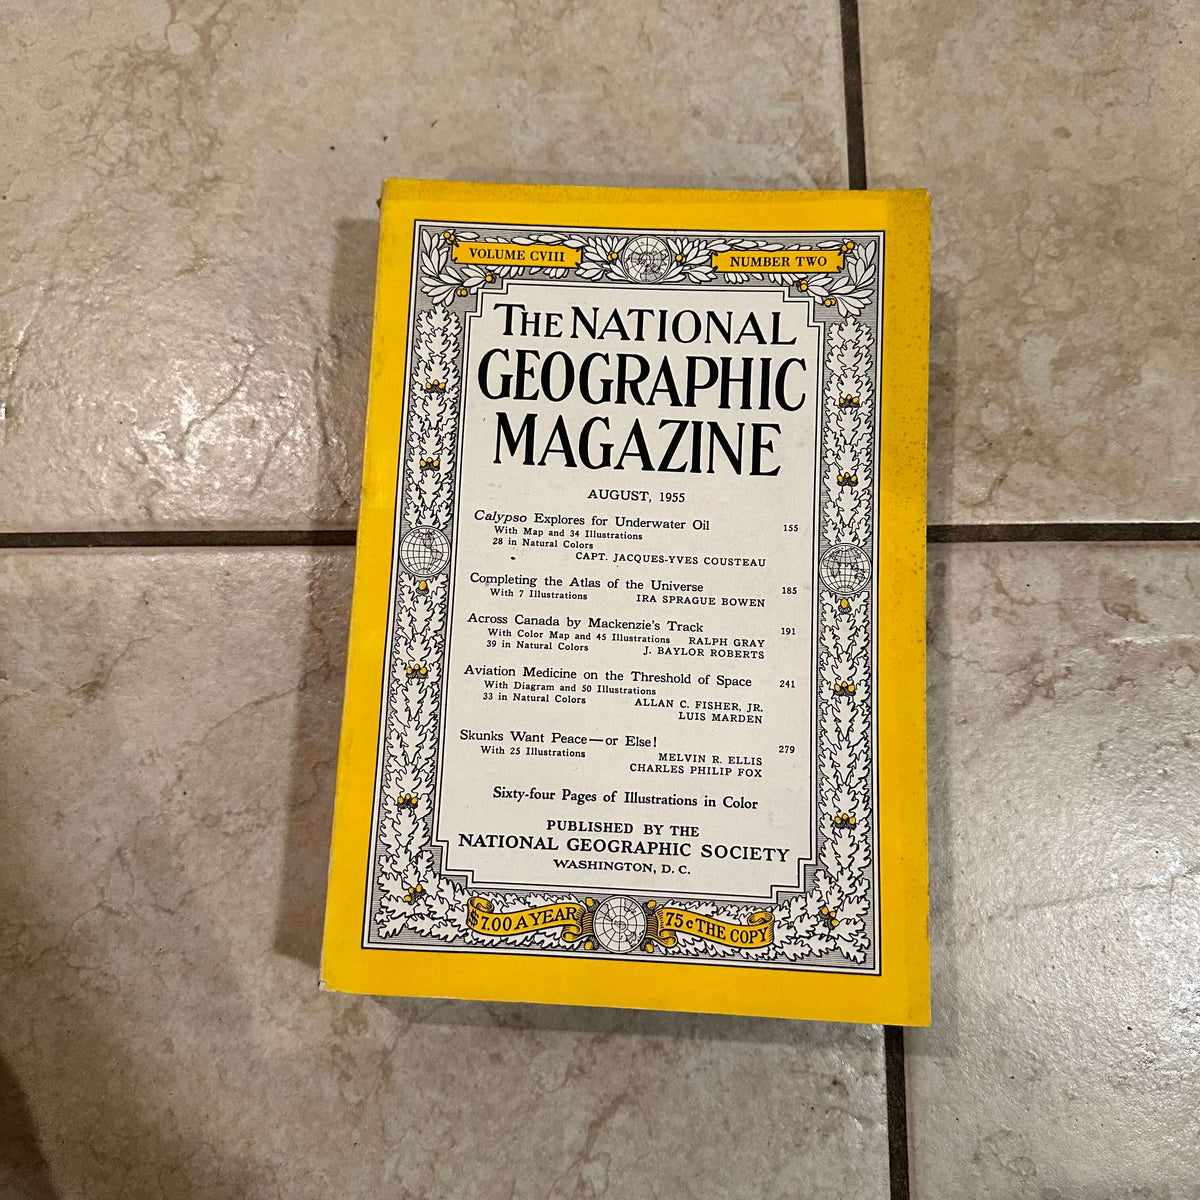 VOLUME CVIII
NUMBER TWO
THE NATIONAL
GEOGRAPHIC
MAGAZINE
AUGUST, 1955
Calypso Explores for Underwater Oil 155
With Map and 34 Illustrations
28 in Natural Colors
CAPT. JACQUES-YVES COUSTEAU
Completing the Atlas of the Universe 185
With 7 Illustrations IRA SPRAGUE BOWEN
Across Canada by Mackenzie's Track 191
With Color Map and 45 Illustrations RALPH GRAY
39 in Natural Colors J. BAYLOR ROBERTS
Aviation Medicine on the Threshold of Space 241
With Diagram and 50 Illustrations
33 in Natural Colors ALLAN C. FISHER, JR.
LUIS MARDEN
Skunks Want Peace—or Else! 279
With 25 Illustrations MELVIN R. ELLIS
CHARLES PHILIP FOX
Sixty-four Pages of Illustrations in Color
PUBLISHED BY THE
NATIONAL GEOGRAPHIC SOCIETY
WASHINGTON, D. C.
$7.00 A YEAR
75c THE COPY